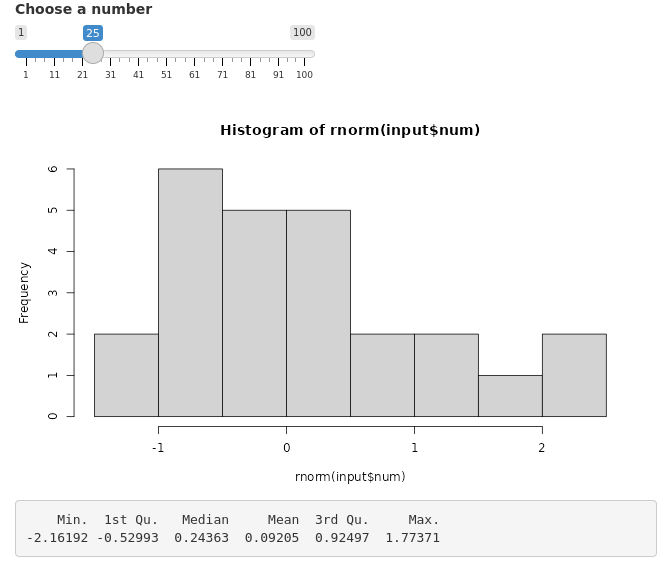 Choose a number
1 25 100
1 11 21 31 41 51 61 71 81 91 100
Histogram of rnorm(input$num)
Frequency
6
5
4
3
2
1
0
-1 0 1 2
rnorm(input$num)
Min. 1st Qu. Median Mean 3rd Qu. Max.
-2.16192 -0.52993 0.24363 0.09205 0.92497 1.77371